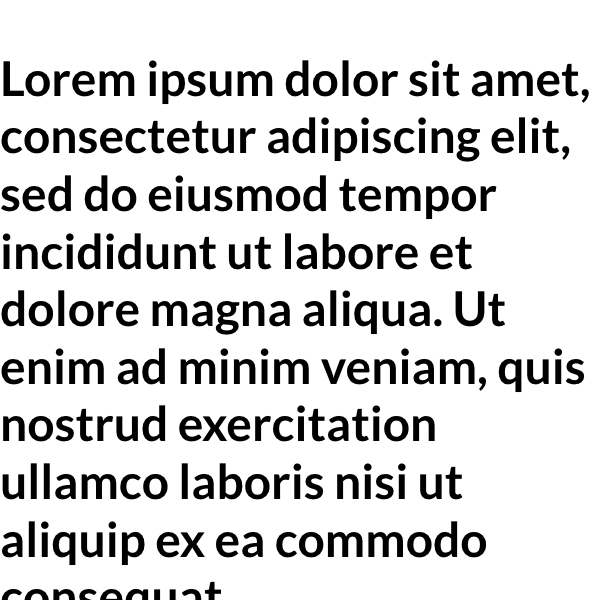 Lorem ipsum dolor sit amet,
consectetur adipiscing elit,
sed do eiusmod tempor
incididunt ut labore et
dolore magna aliqua. Ut
enim ad minim veniam, quis
nostrud exercitation
ullamco laboris nisi ut
aliquip ex ea commodo
consequat.